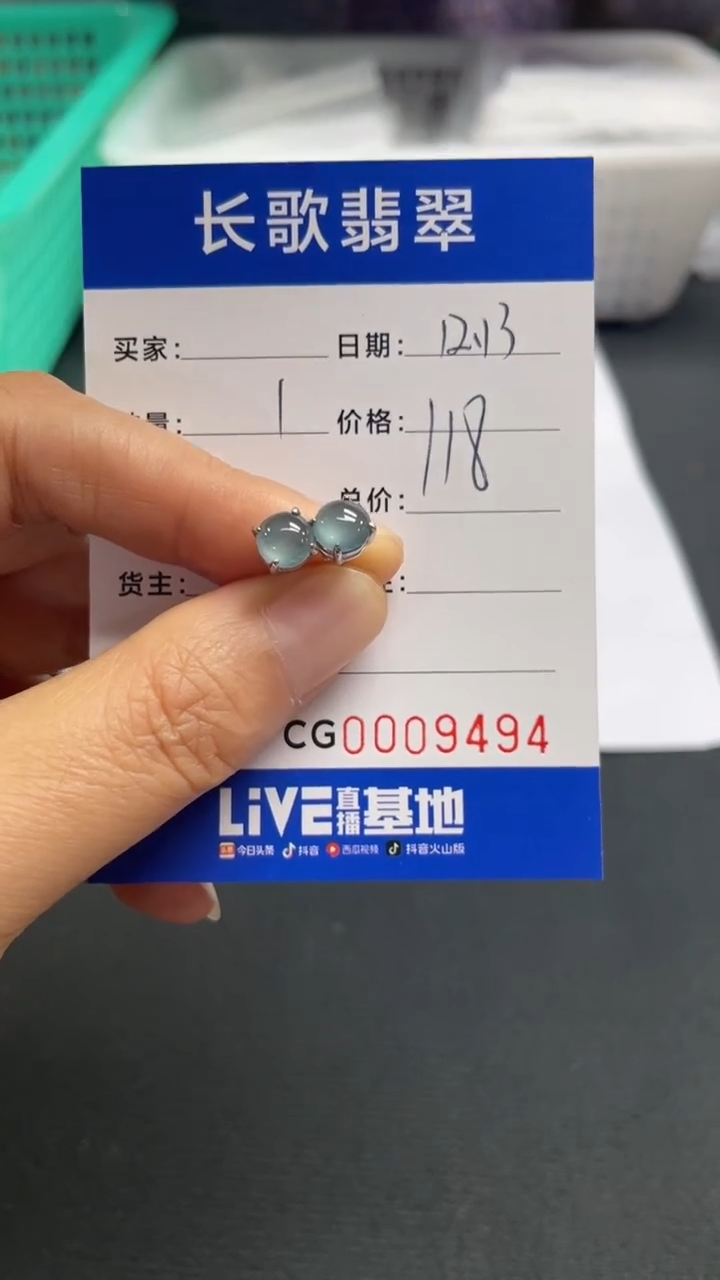 长歌翡翠
买家: 日期: 12.13
量: 1 价格: 118
单价:
货主:
CG0009494
LiVE直播基地
今日头条 抖音 西瓜视频 抖音火山版